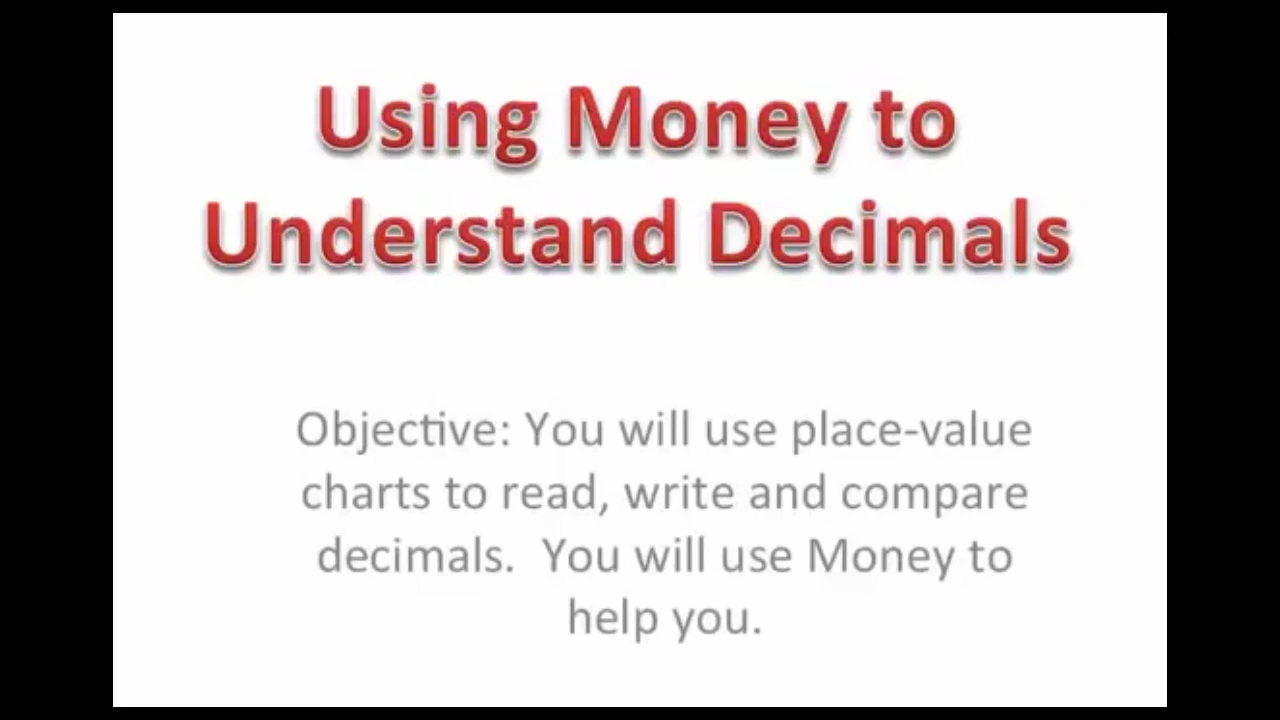 Using Money to
Understand Decimals
Objective: You will use place-value
charts to read, write and compare
decimals.  You will use Money to
help you.